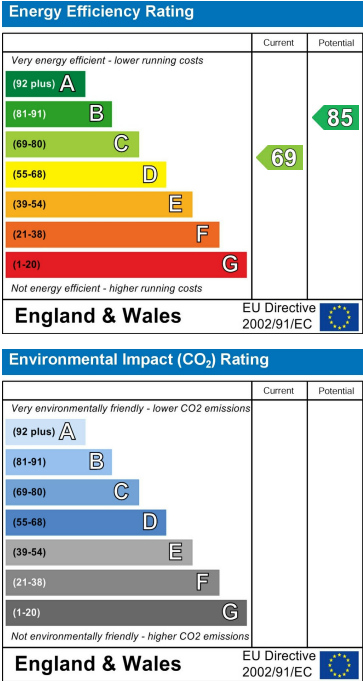 Energy Efficiency Rating
Current Potential
Very energy efficient - lower running costs
(92 plus) A
(81-91) B
(69-80) C
(55-68) D
(39-54) E
(21-38) F
(1-20) G
69
85
Not energy efficient - higher running costs
England & Wales
EU Directive
2002/91/EC
Environmental Impact (CO₂) Rating
Current Potential
Very environmentally friendly - lower CO2 emissions
(92 plus) A
(81-91) B
(69-80) C
(55-68) D
(39-54) E
(21-38) F
(1-20) G
Not environmentally friendly - higher CO2 emissions
England & Wales
EU Directive
2002/91/EC